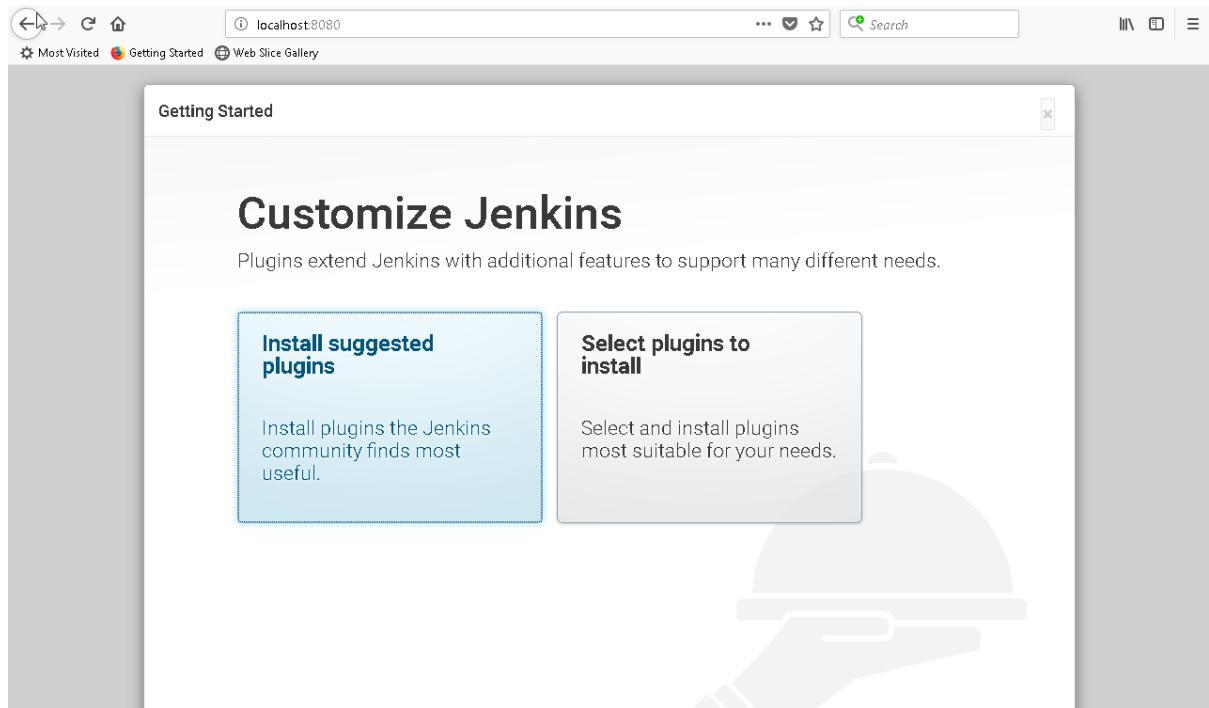 localhost:8080
Search
Most Visited Getting Started Web Slice Gallery
Getting Started
Customize Jenkins
Plugins extend Jenkins with additional features to support many different needs.
Install suggested
plugins
Install plugins the Jenkins
community finds most
useful.
Select plugins to
install
Select and install plugins
most suitable for your needs.